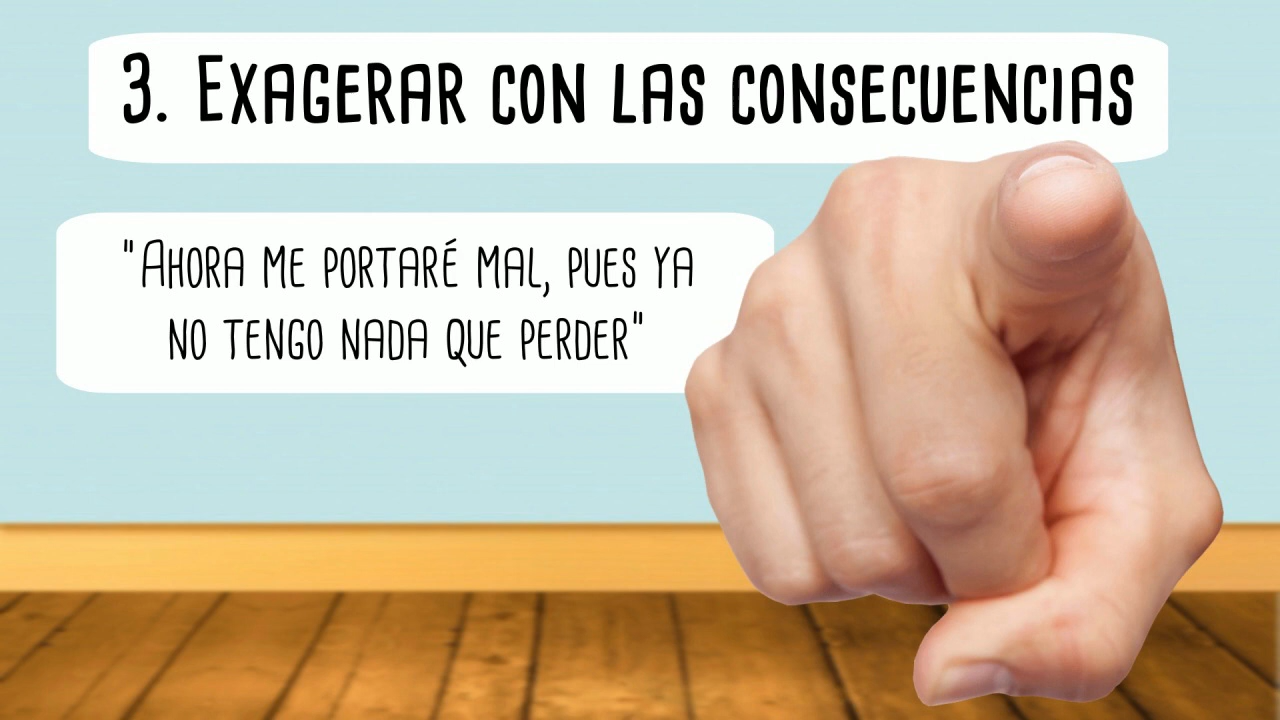 3. Exagerar con las consecuencias
"Ahora me portaré mal, pues ya
no tengo nada que perder"